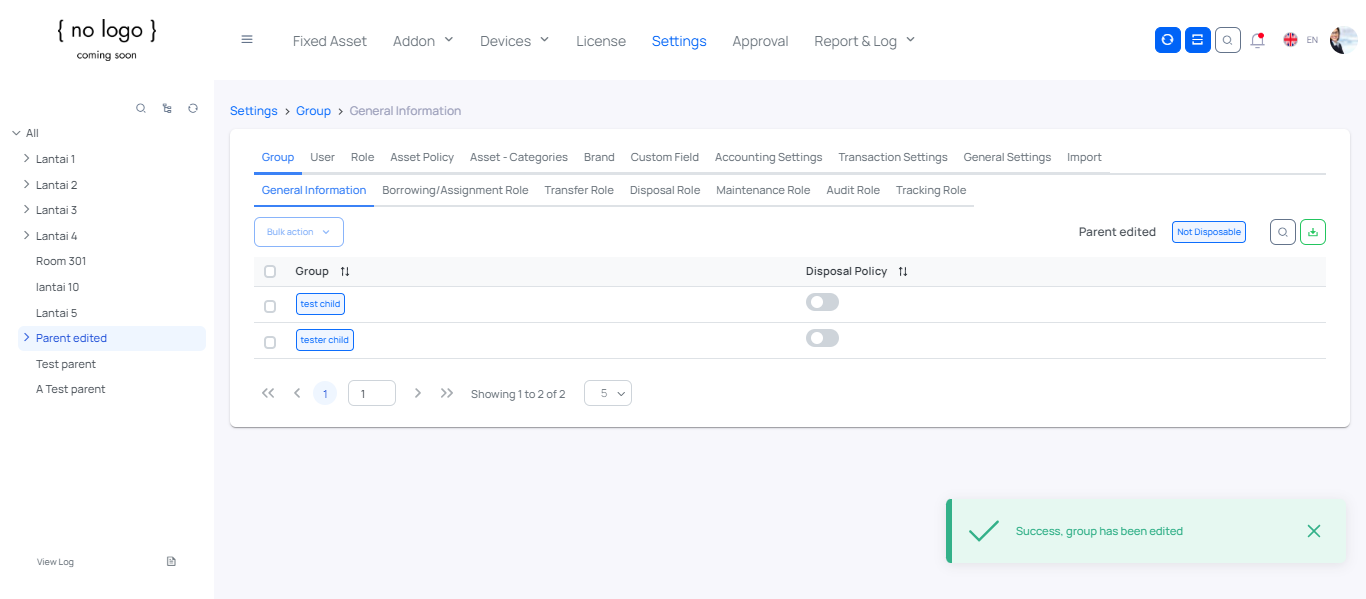 { no logo }
coming soon
Fixed Asset Addon Devices License Settings Approval Report & Log EN
All
Lantai 1
Lantai 2
Lantai 3
Lantai 4
Room 301
lantai 10
Lantai 5
Parent edited
Test parent
A Test parent
View Log
Settings > Group > General Information
Group User Role Asset Policy Asset - Categories Brand Custom Field Accounting Settings Transaction Settings General Settings Import
General Information Borrowing/Assignment Role Transfer Role Disposal Role Maintenance Role Audit Role Tracking Role
Bulk action Parent edited Not Disposable
Group Disposal Policy
test child
tester child
1 1 Showing 1 to 2 of 2 5
Success, group has been edited